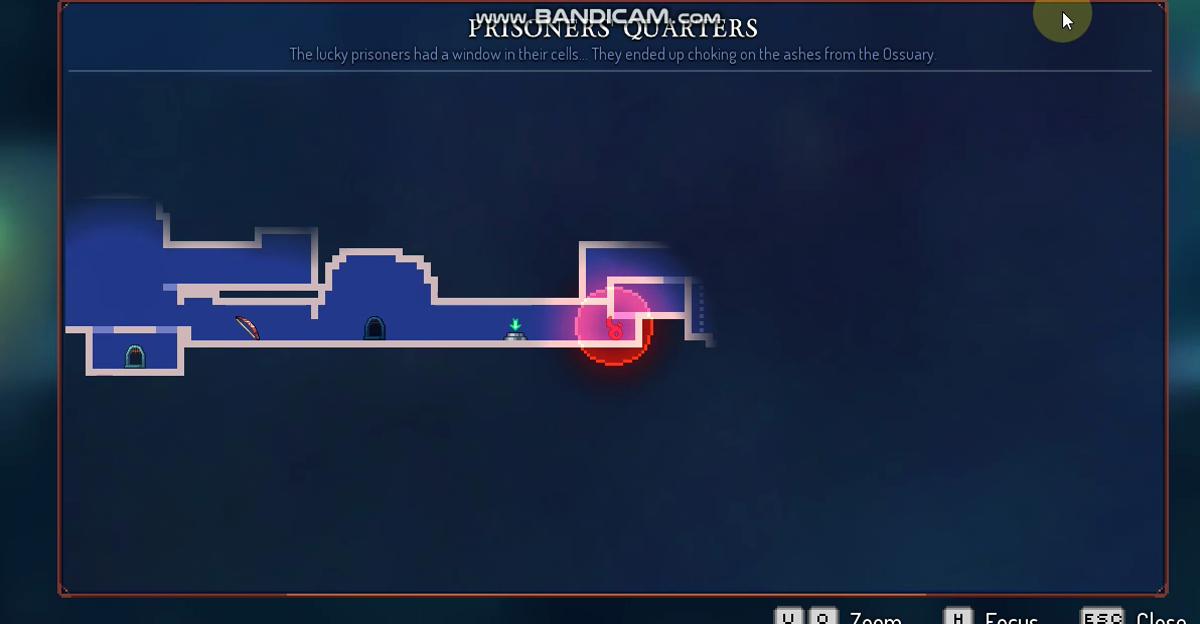 www.BANDICAM.com
PRISONERS' QUARTERS
The lucky prisoners had a window in their cells... They ended up choking on the ashes from the Ossuary.
Zoom Focus ESC Close